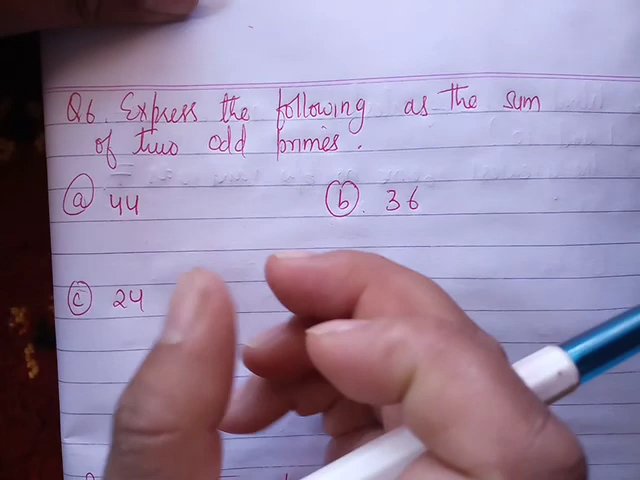 Q6. Express the following as the sum
of two odd primes.
(a) 44
(b). 36
(c) 24